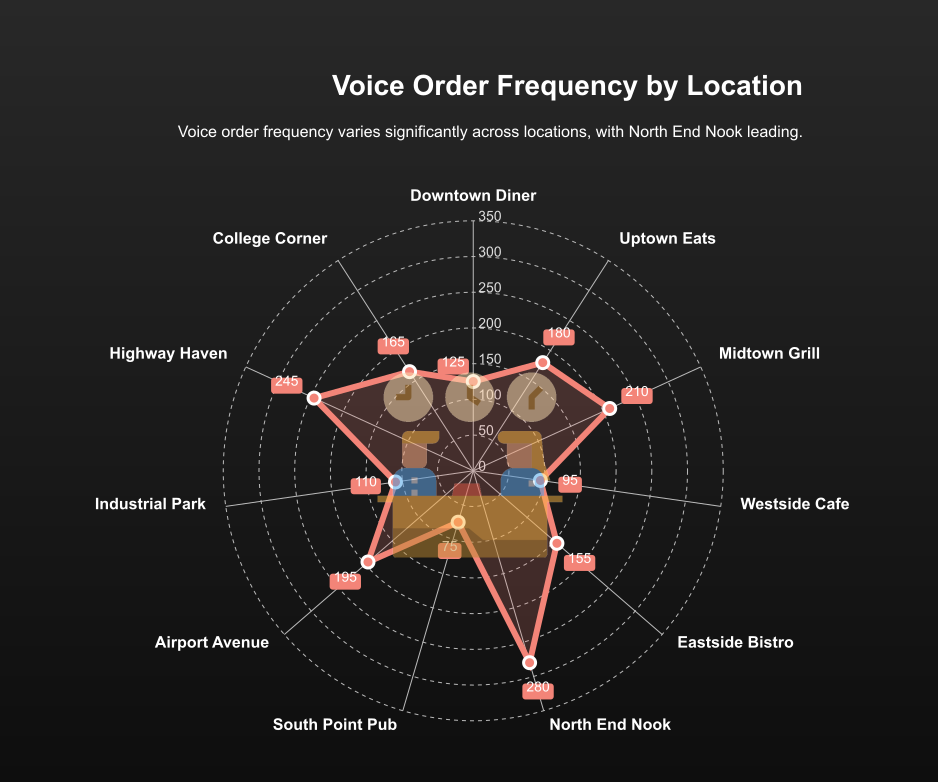 Voice Order Frequency by Location
Voice order frequency varies significantly across locations, with North End Nook leading.
Downtown Diner
350
College Corner
Uptown Eats
300
250
200
180
165
Highway Haven
Midtown Grill
150
125
245
210
100
50
0
110
95
Industrial Park
Westside Cafe
75
155
195
Airport Avenue
Eastside Bistro
280
South Point Pub
North End Nook